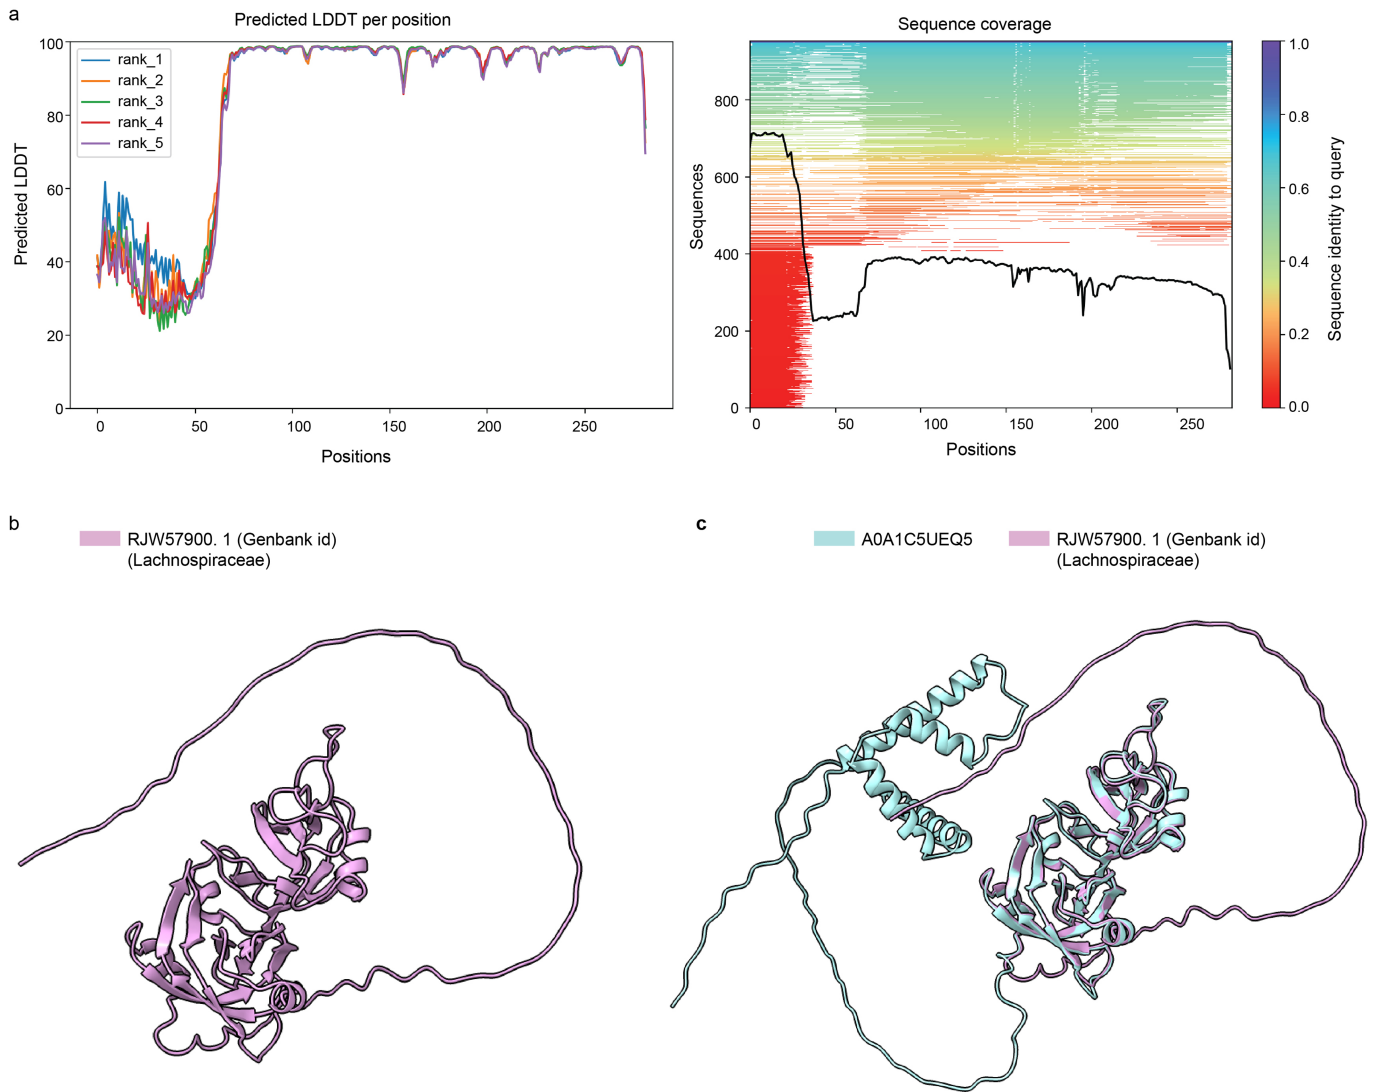 a
Predicted LDDT per position
100
80
60
40
20
0
Predicted LDDT
rank_1
rank_2
rank_3
rank_4
rank_5
0 50 100 150 200 250
Positions
Sequence coverage
800
600
400
200
0
Sequences
0 50 100 150 200 250
Positions
1.0
0.8
0.6
0.4
0.2
0.0
Sequence identity to query
b
RJW57900. 1 (Genbank id)
(Lachnospiraceae)
c
A0A1C5UEQ5
RJW57900. 1 (Genbank id)
(Lachnospiraceae)